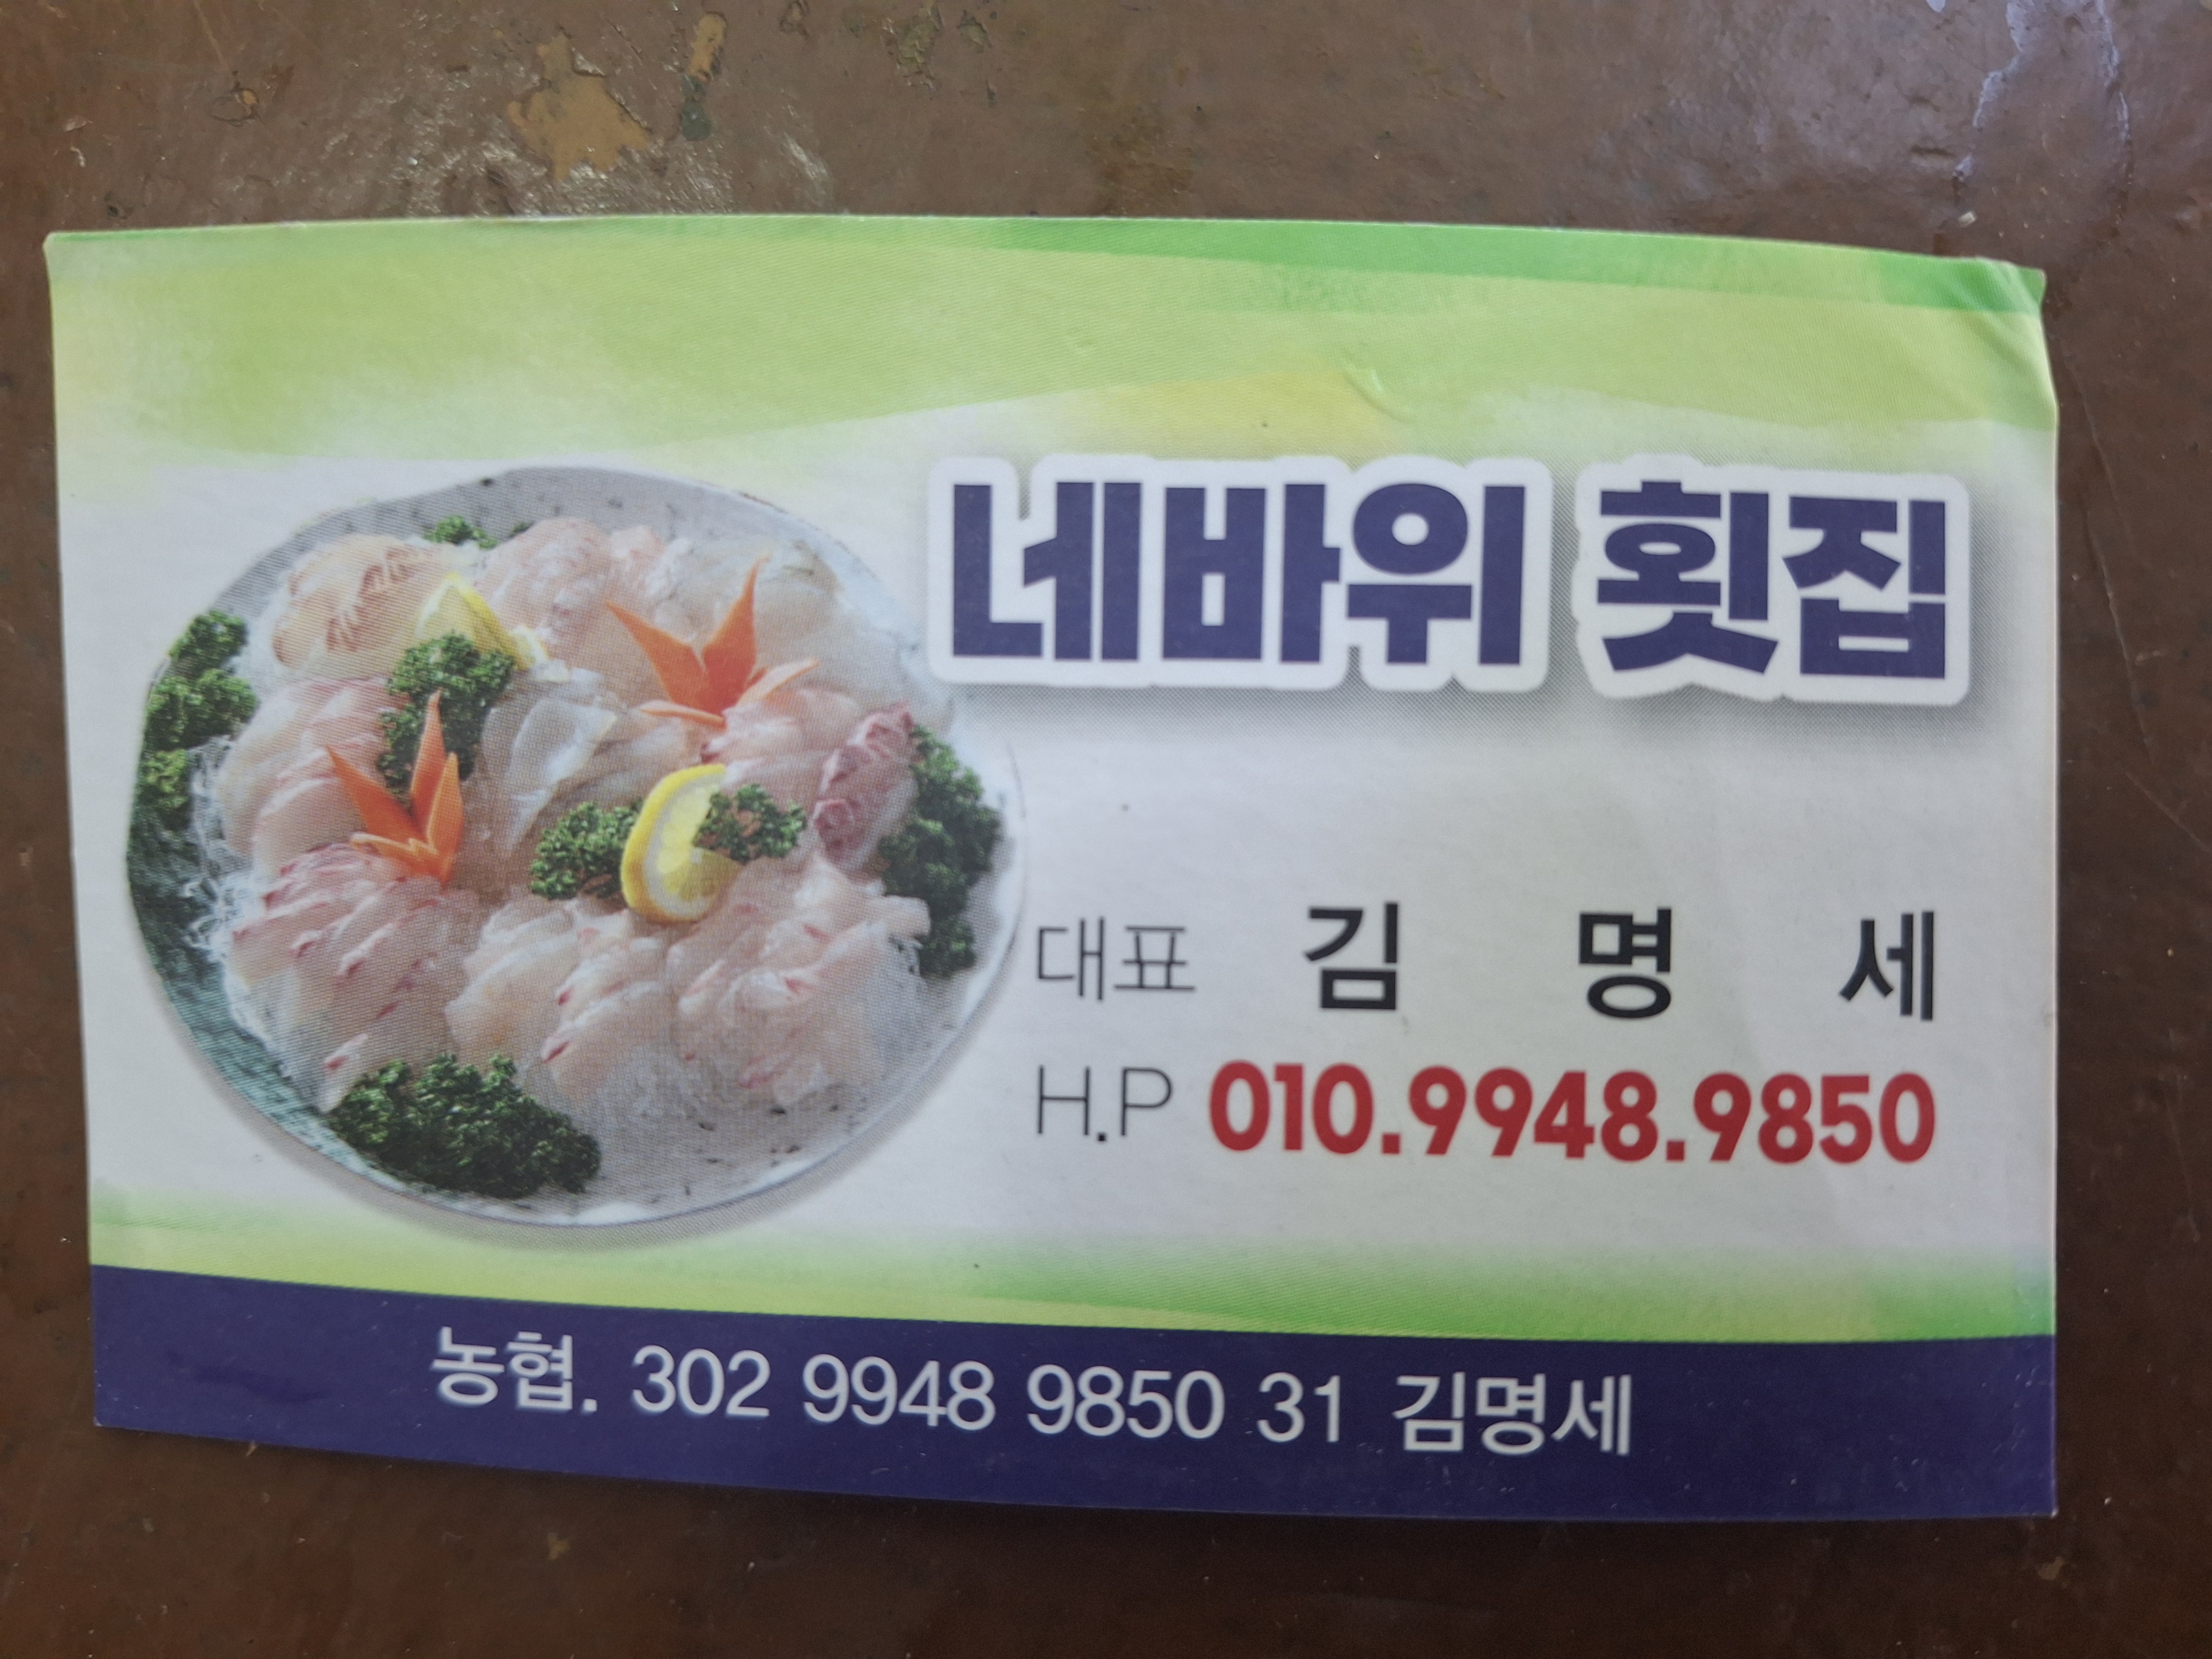 네바위 횟집
대표 김 명 세
H.P 010.9948.9850
농협. 302 9948 9850 31 김명세